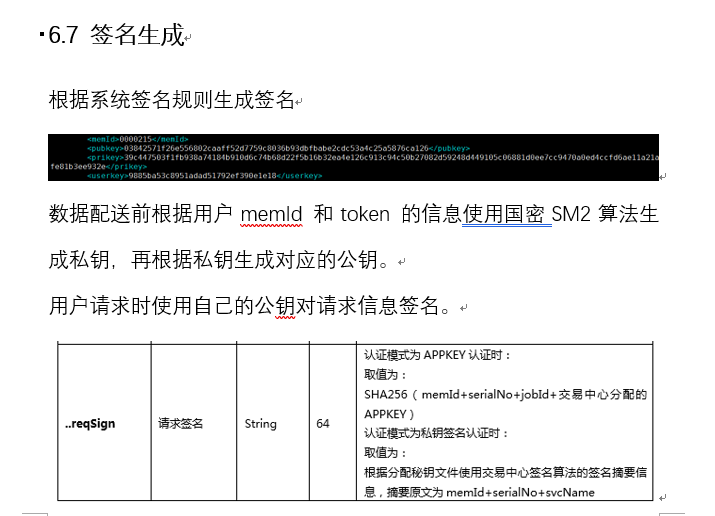 6.7 签名生成
根据系统签名规则生成签名
<memId>0000215</memId>
<pubkey>03842571f26e556802caaff52d7759c8036b93dbfbabe2cdc53a4c25a5876ca126</pubkey>
<prikey>39c447503f1fb938a74184b910d6c74b68d22f5b16b32ea4e126c913c94c50b27082d59248d449105c06881d0ee7cc9470a0ed4ccfd6ae11a21a
fe81b3ee932e</prikey>
<userkey>9885ba53c8951adad51792ef390e1e18</userkey>
数据配送前根据用户 memId 和 token 的信息使用国密 SM2 算法生
成私钥，再根据私钥生成对应的公钥。
用户请求时使用自己的公钥对请求信息签名。
认证模式为 APPKEY 认证时：
取值为：
SHA256（memId+serialNo+jobId+交易中心分配的
APPKEY）
..reqSign 请求签名 String 64
认证模式为私钥签名认证时：
取值为：
根据分配秘钥文件使用交易中心签名算法的签名摘要信
息，摘要原文为 memId+serialNo+svcName